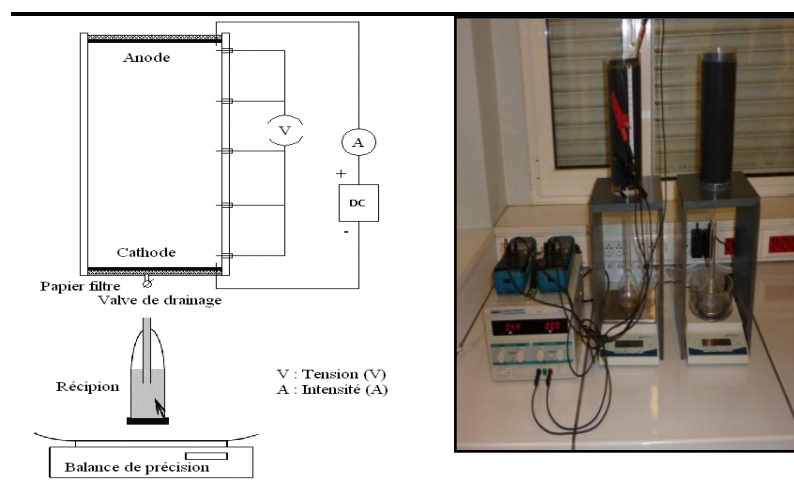 Anode
V
A
+
DC
-
Cathode
Papier filtre
Valve de drainage
Récipion
V : Tension (V)
A : Intensité (A)
Balance de précision